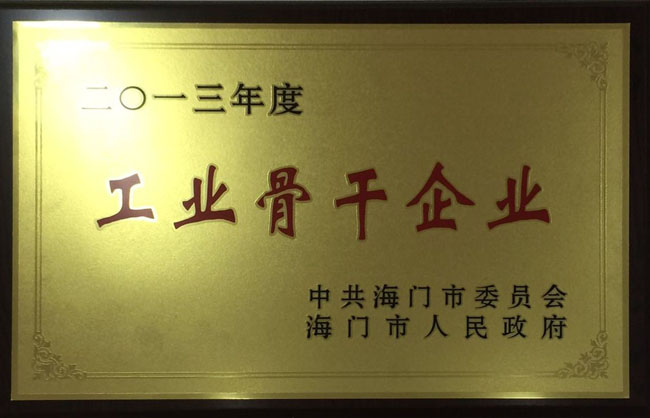 二〇一三年度
工业骨干企业
中共海门市委员会
海门市人民政府